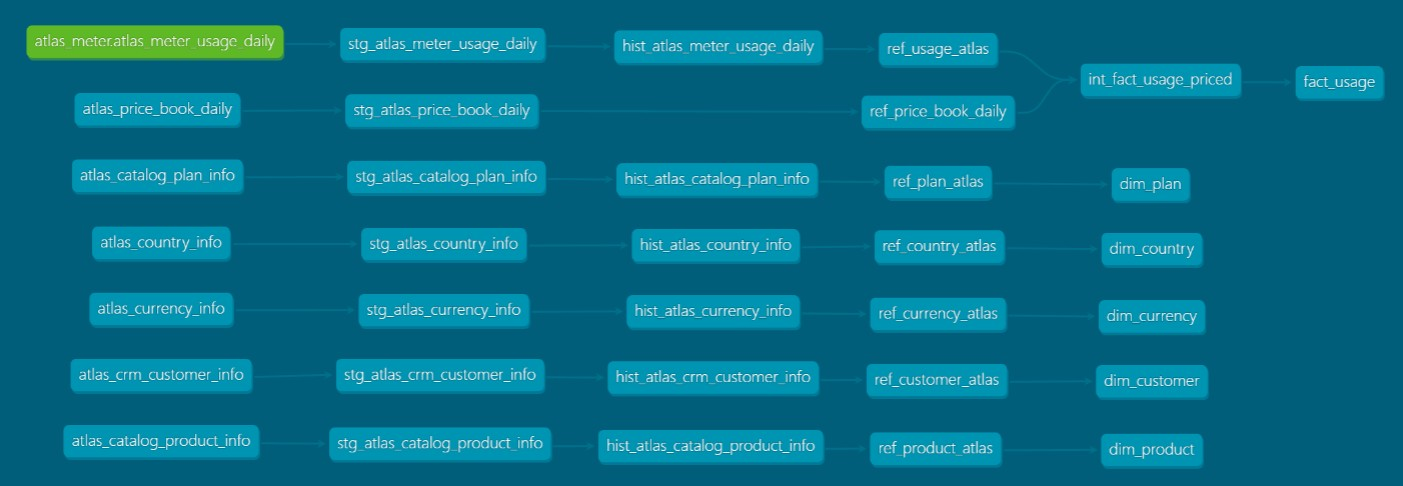 atlas_meter.atlas_meter_usage_daily
stg_atlas_meter_usage_daily
hist_atlas_meter_usage_daily
ref_usage_atlas
int_fact_usage_priced
fact_usage
atlas_price_book_daily
stg_atlas_price_book_daily
ref_price_book_daily
atlas_catalog_plan_info
stg_atlas_catalog_plan_info
hist_atlas_catalog_plan_info
ref_plan_atlas
dim_plan
atlas_country_info
stg_atlas_country_info
hist_atlas_country_info
ref_country_atlas
dim_country
atlas_currency_info
stg_atlas_currency_info
hist_atlas_currency_info
ref_currency_atlas
dim_currency
atlas_crm_customer_info
stg_atlas_crm_customer_info
hist_atlas_crm_customer_info
ref_customer_atlas
dim_customer
atlas_catalog_product_info
stg_atlas_catalog_product_info
hist_atlas_catalog_product_info
ref_product_atlas
dim_product